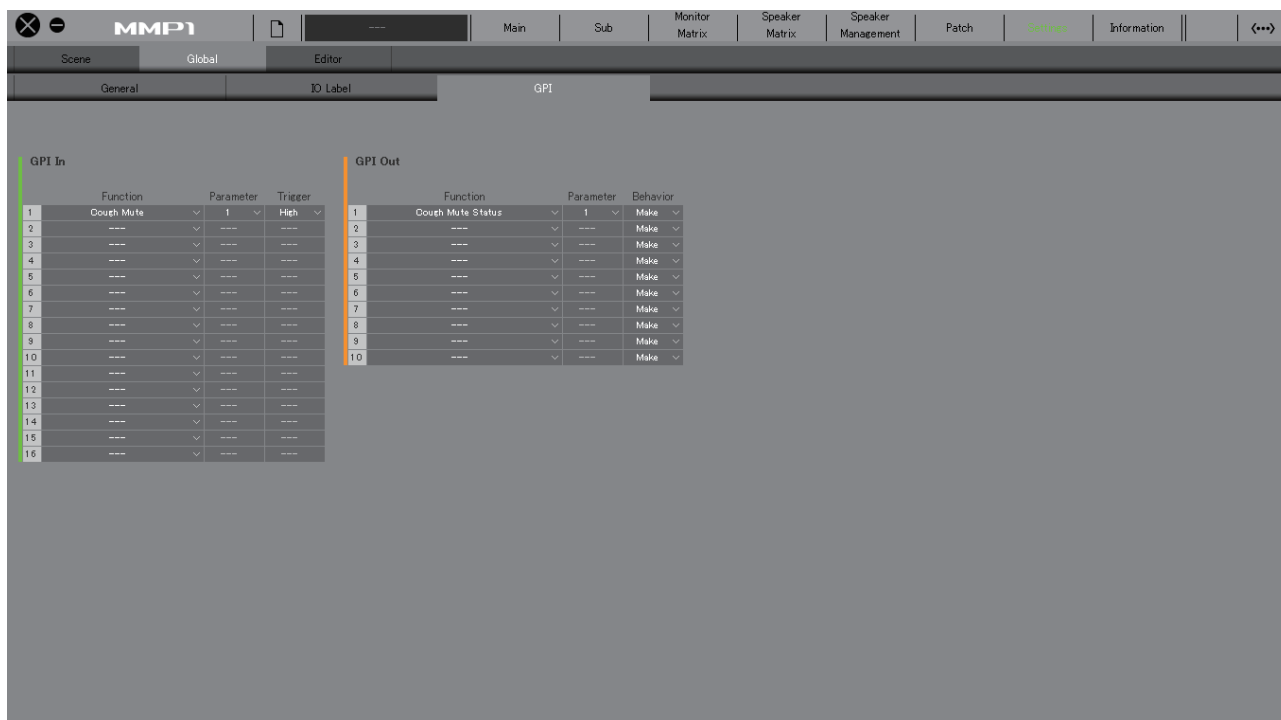 MMP1 --- Main Sub Monitor Matrix Speaker Matrix Speaker Management Patch Settings Information
Scene Global Editor
General IO Label GPI
GPI In GPI Out
Function Parameter Trigger Function Parameter Behavior
1 Cough Mute 1 High 1 Cough Mute Status 1 Make
2 --- --- --- 2 --- --- Make
3 --- --- --- 3 --- --- Make
4 --- --- --- 4 --- --- Make
5 --- --- --- 5 --- --- Make
6 --- --- --- 6 --- --- Make
7 --- --- --- 7 --- --- Make
8 --- --- --- 8 --- --- Make
9 --- --- --- 9 --- --- Make
10 --- --- --- 10 --- --- Make
11 --- --- ---
12 --- --- ---
13 --- --- ---
14 --- --- ---
15 --- --- ---
16 --- --- ---